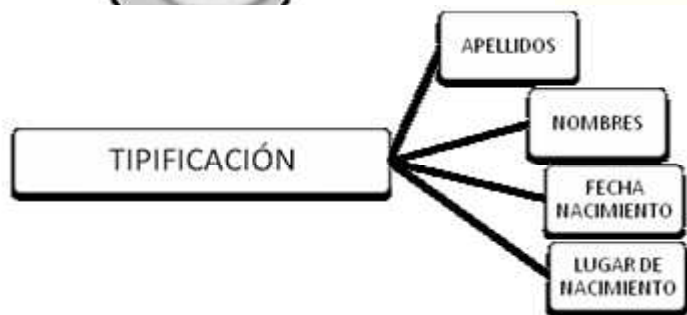 APELLIDOS
TIPIFICACIÓN
NOMBRES
FECHA
NACIMIENTO
LUGAR DE
NACIMIENTO